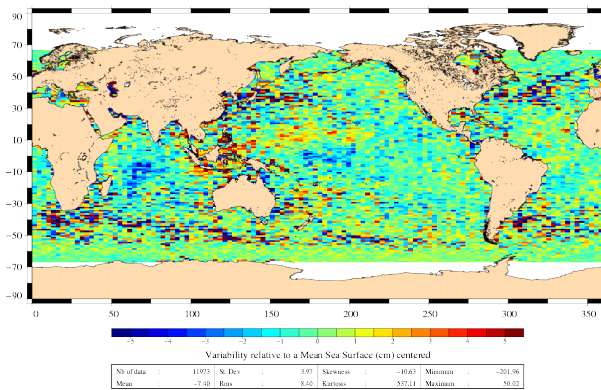 90
70
50
30
10
−10
−30
−50
−70
−90
0 50 100 150 200 250 300 350
−5 −4 −3 −2 −1 0 1 2 3 4 5
Variability relative to a Mean Sea Surface (cm) centered
Nb of data : 11973 St. Dev : 3.97 Skewness : −10.63 Minimum : −201.96
Mean : −7.40 Rms : 8.40 Kurtosis : 537.11 Maximum : 50.02